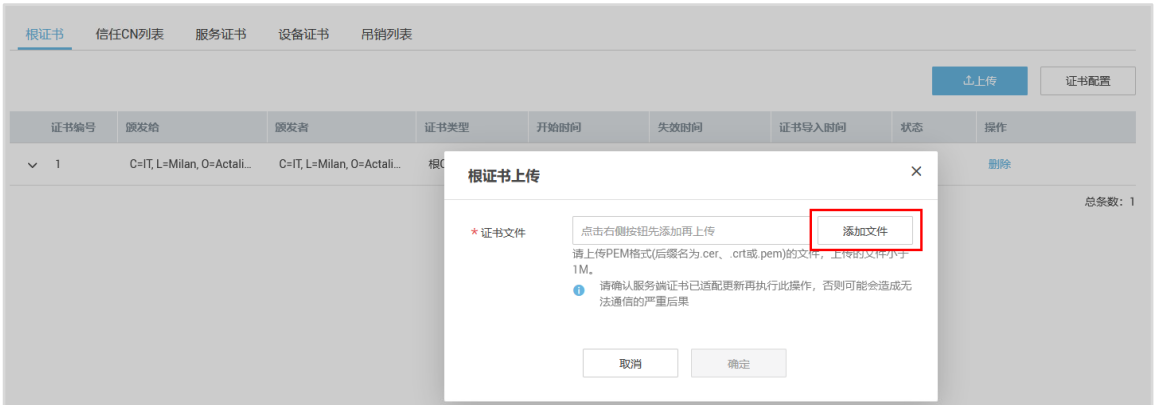 根证书 信任CN列表 服务证书 设备证书 吊销列表
上传 证书配置
证书编号 颁发给 颁发者 证书类型 开始时间 失效时间 证书导入时间 状态 操作
1 C=IT, L=Milan, O=Actali... C=IT, L=Milan, O=Actali... 根C 删除
总条数：1
根证书上传
* 证书文件 点击右侧按钮先添加再上传 添加文件
请上传PEM格式(后缀名为.cer、.crt或.pem)的文件，上传的文件小于
1M。
请确认服务端证书已适配更新再执行此操作，否则可能会造成无
法通信的严重后果
取消 确定